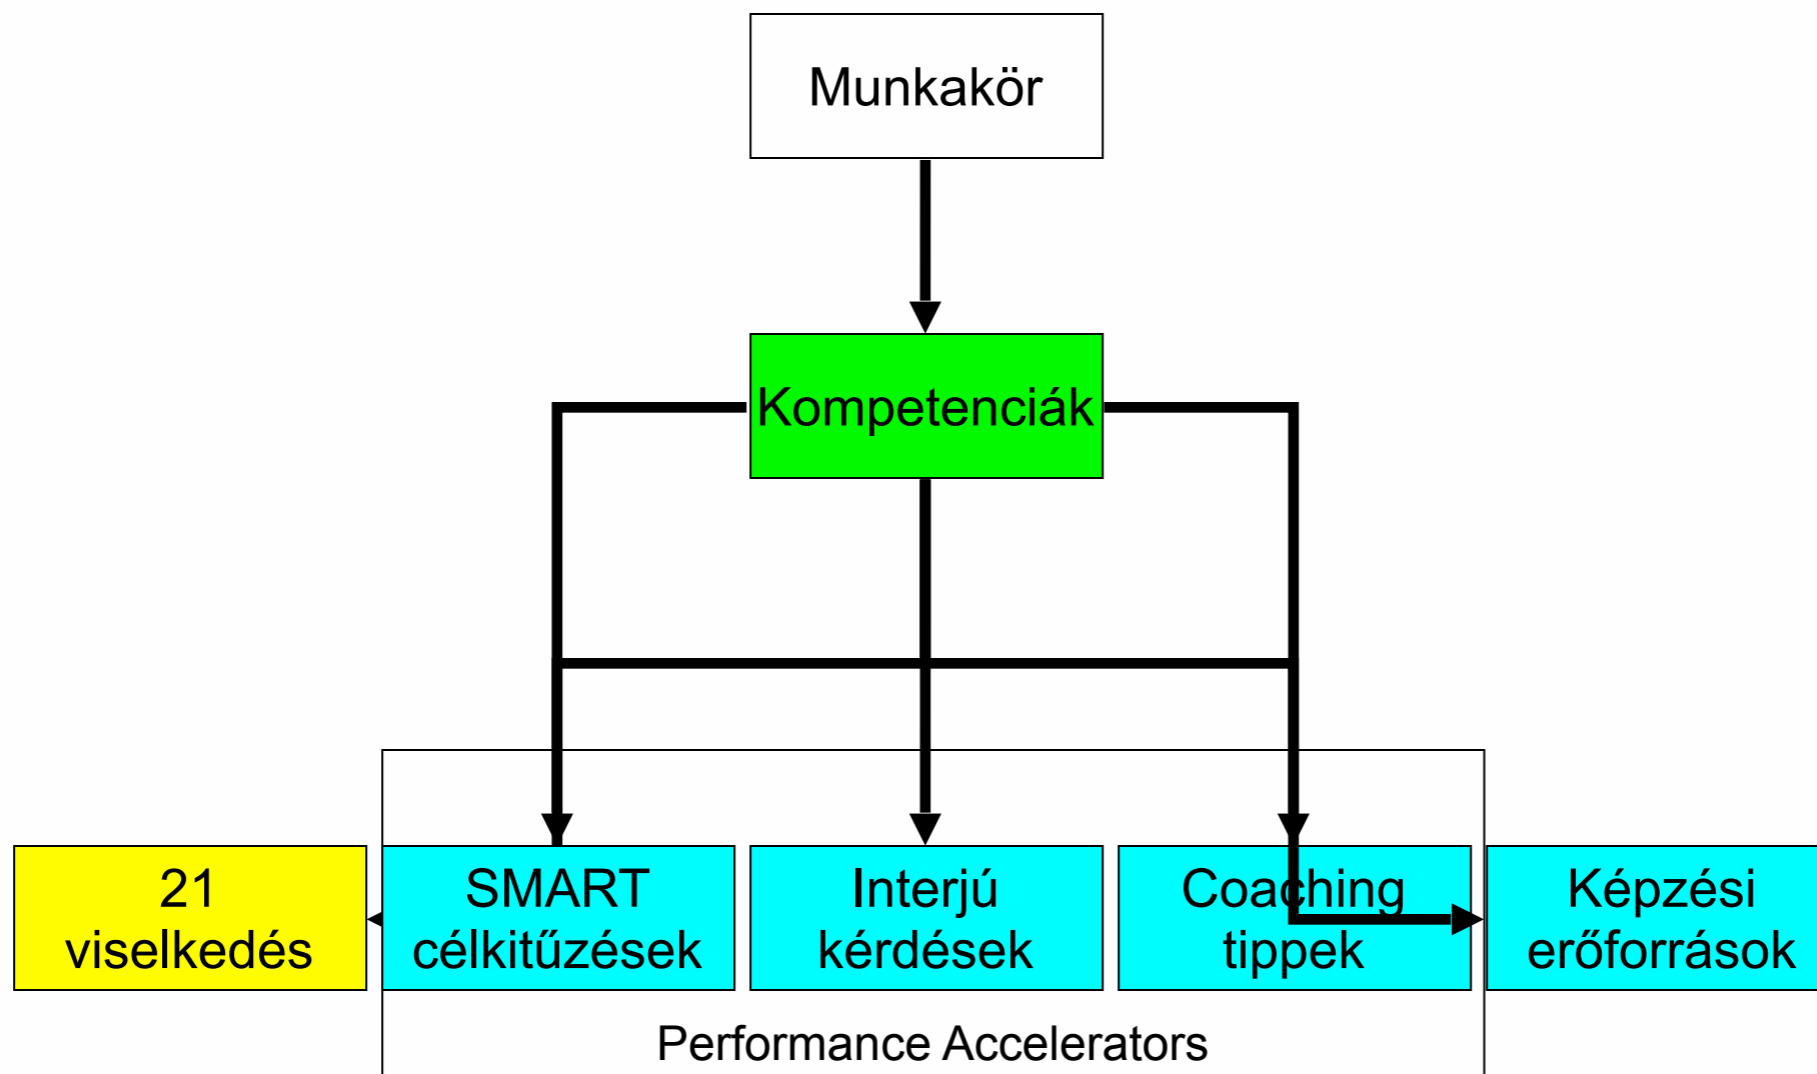 Munkakör
Kompetenciák
21
viselkedés
SMART
célkitűzések
Interjú
kérdések
Coaching
tippek
Képzési
erőforrások
Performance Accelerators